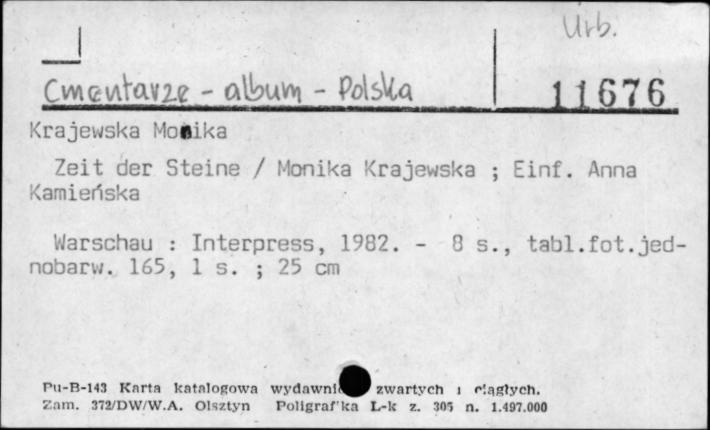 Urb.
Cmentarze - album - Polska 11676
Krajewska Monika
Zeit der Steine / Monika Krajewska ; Einf. Anna
Kamieńska
Warschau : Interpress, 1982. - 8 s., tabl.fot.jed-
nobarw. 165, 1 s. ; 25 cm
Pu-B-143 Karta katalogowa zwartych i ciągłych.
Zam. 372/DW/W.A. Olsztyn Poligraf'ka L-k z. 305 n. 1.497.000